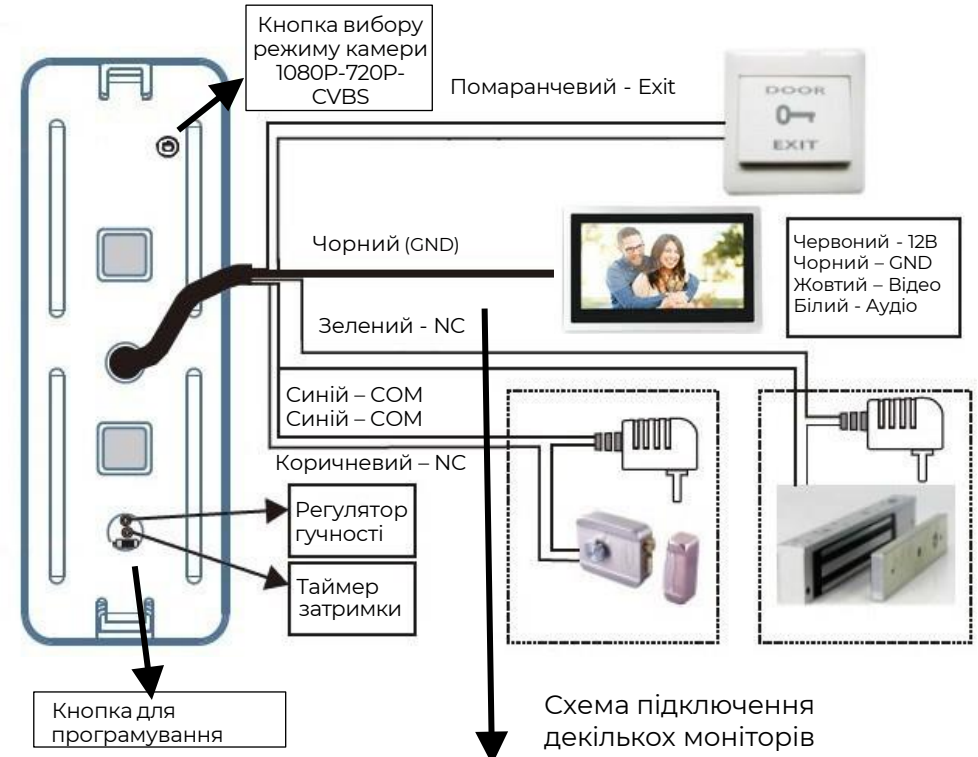 Кнопка вибору
режиму камери
1080P-720P-
CVBS
Помаранчевий - Exit
DOOR
EXIT
Чорний (GND)
Червоний - 12В
Чорний – GND
Жовтий – Відео
Білий - Аудіо
Зелений - NC
Синій – COM
Синій – COM
Коричневий – NC
Регулятор
гучності
Таймер
затримки
Кнопка для
програмування
Схема підключення
декількох моніторів